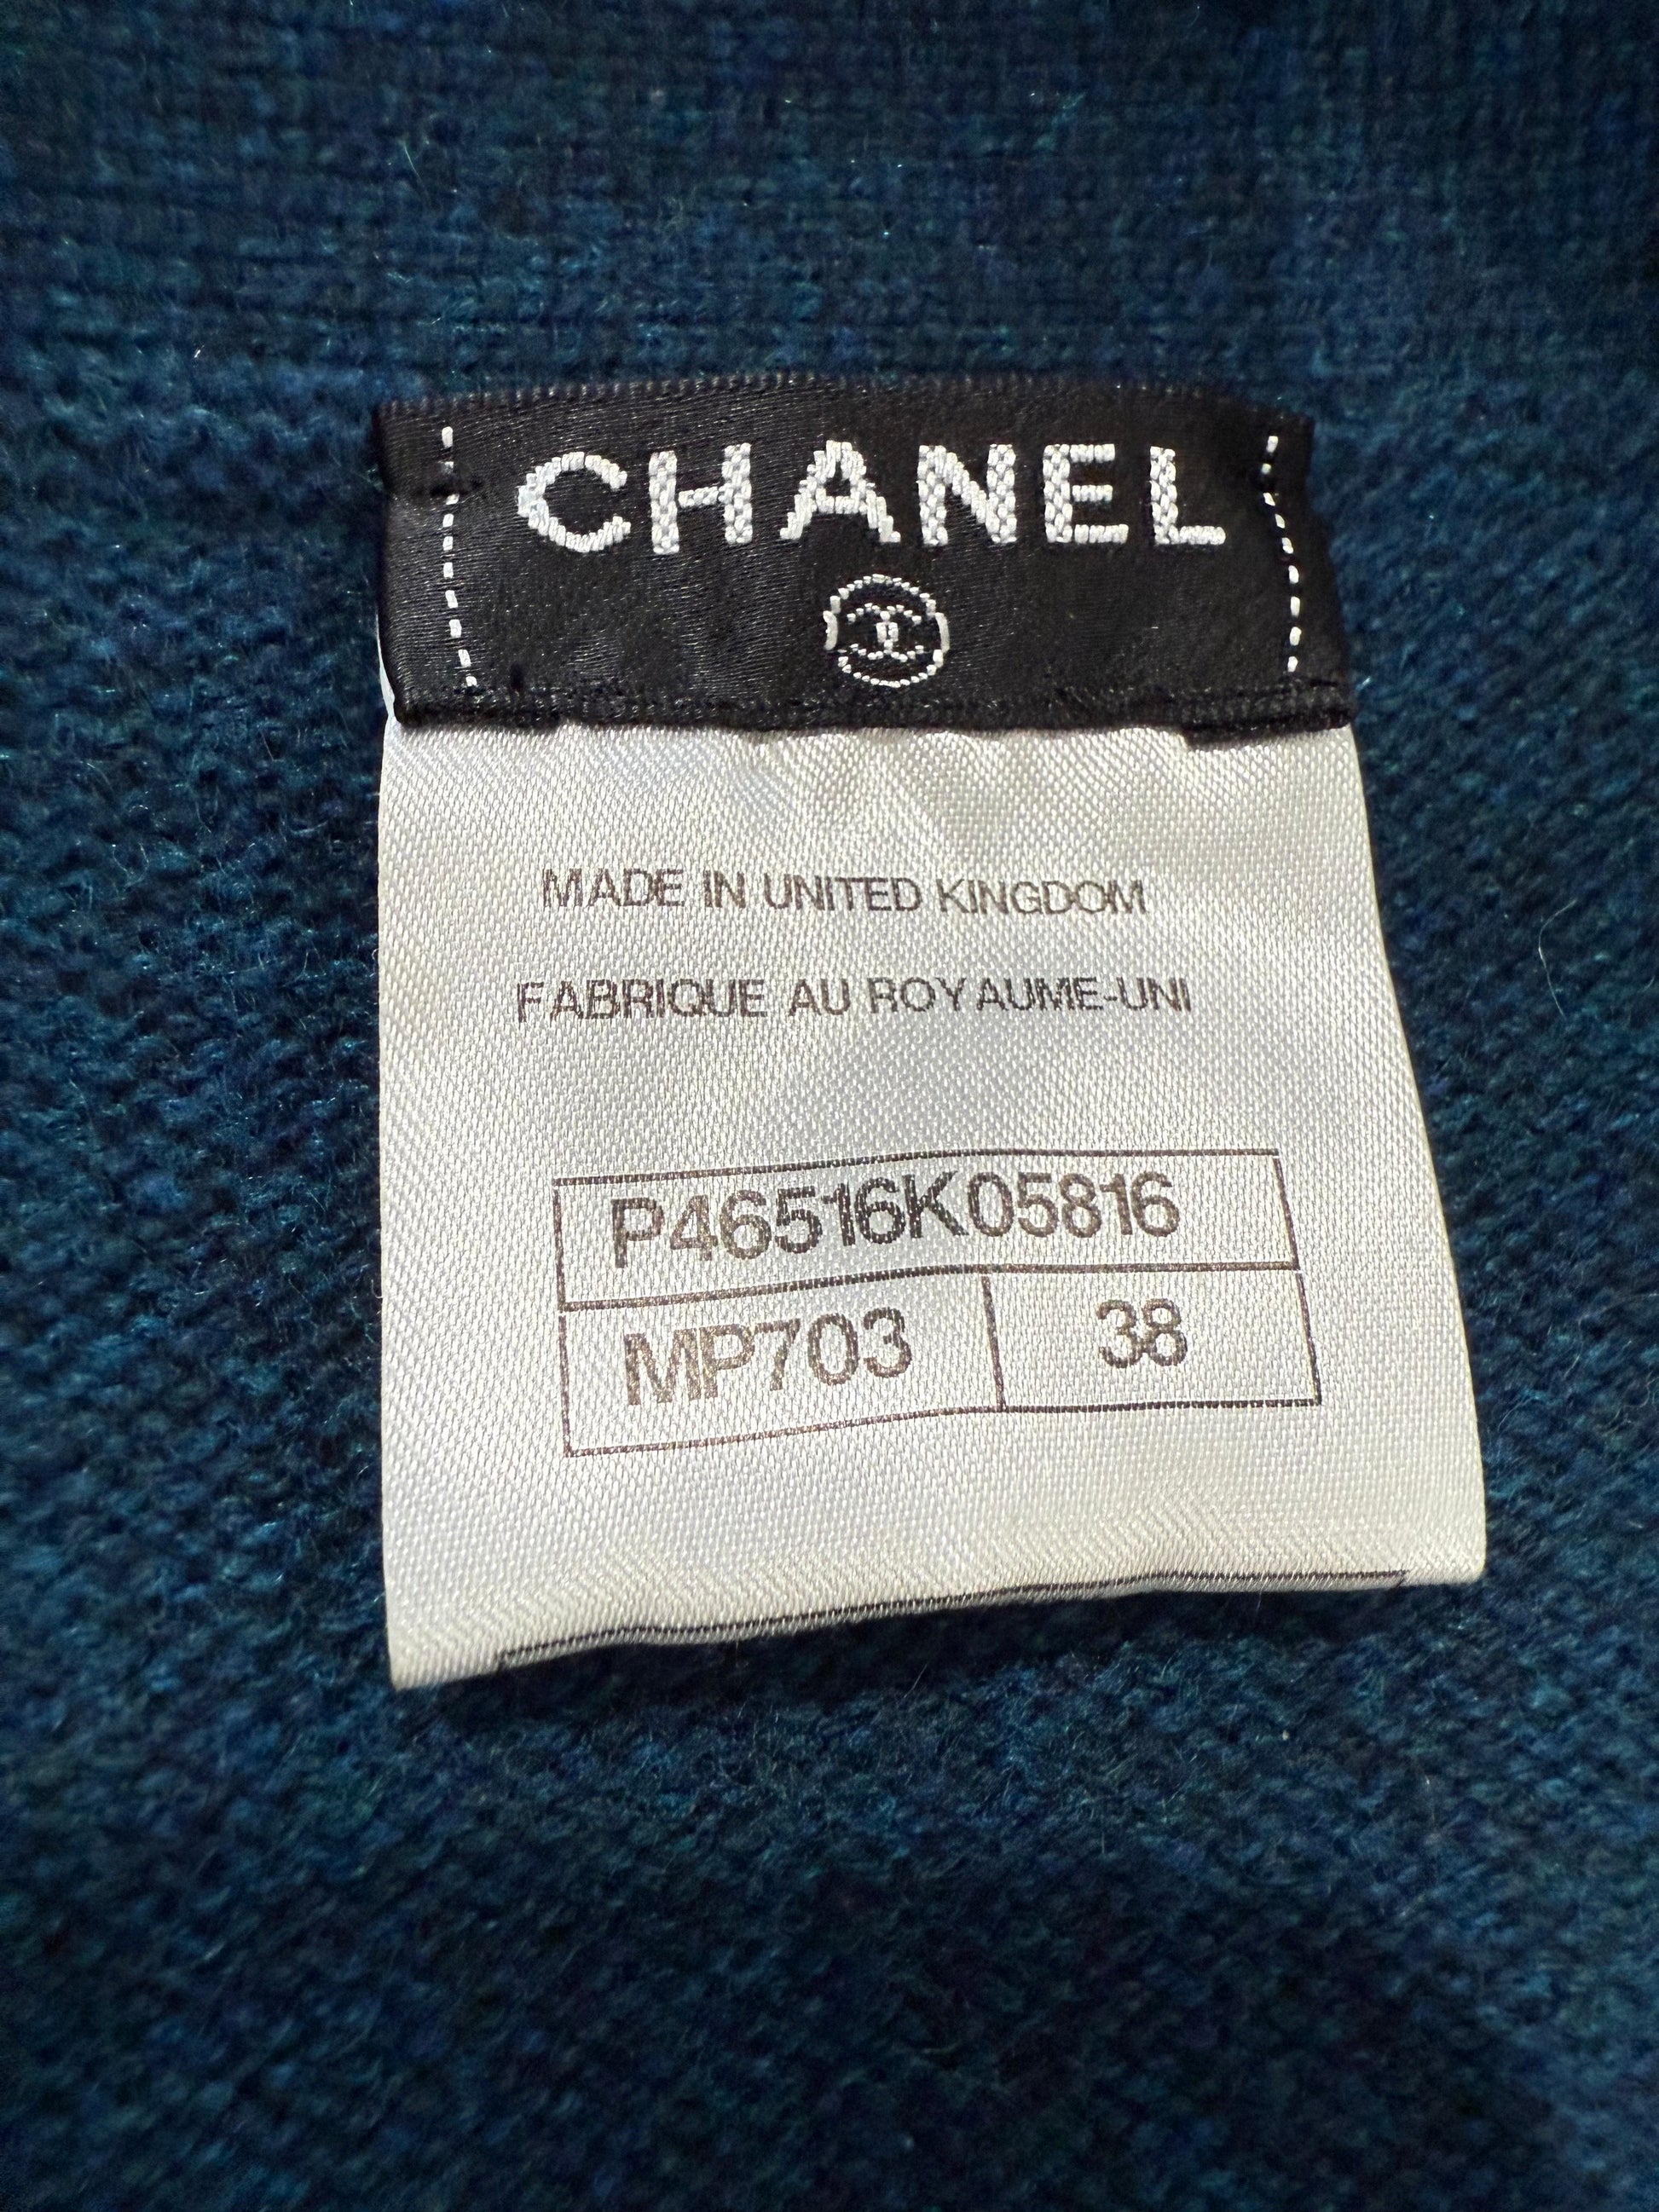 CHANEL
MADE IN UNITED KINGDOM
FABRIQUE AU ROYAUME-UNI
P46516K05816
MP703 38